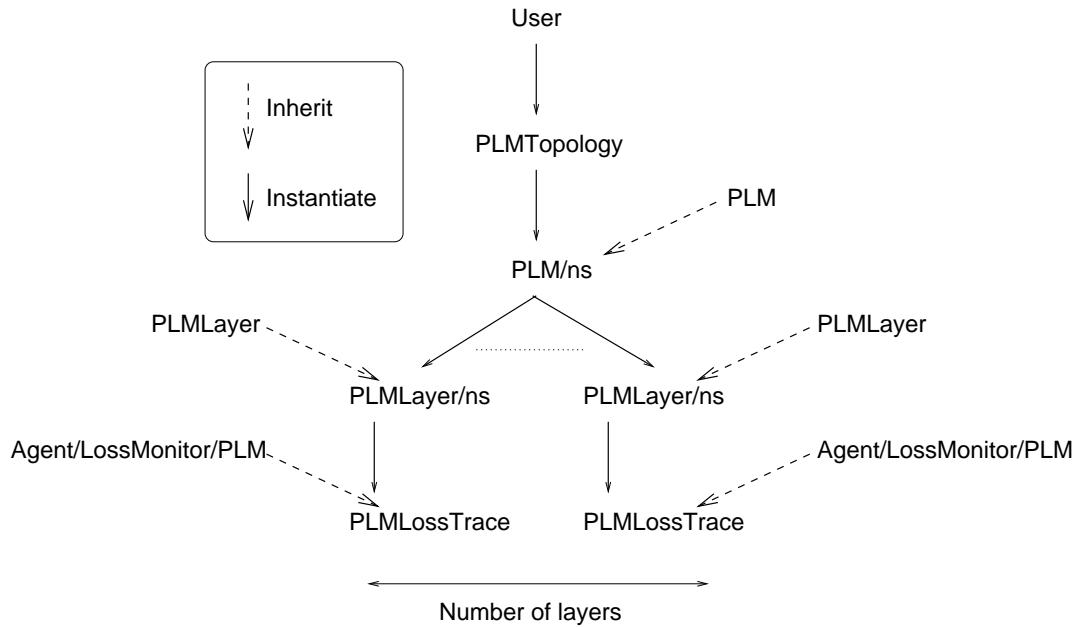 User
Inherit
PLMTopology
Instantiate
PLM
PLM/ns
PLMLayer
PLMLayer
PLMLayer/ns
PLMLayer/ns
Agent/LossMonitor/PLM
Agent/LossMonitor/PLM
PLMLossTrace
PLMLossTrace
Number of layers